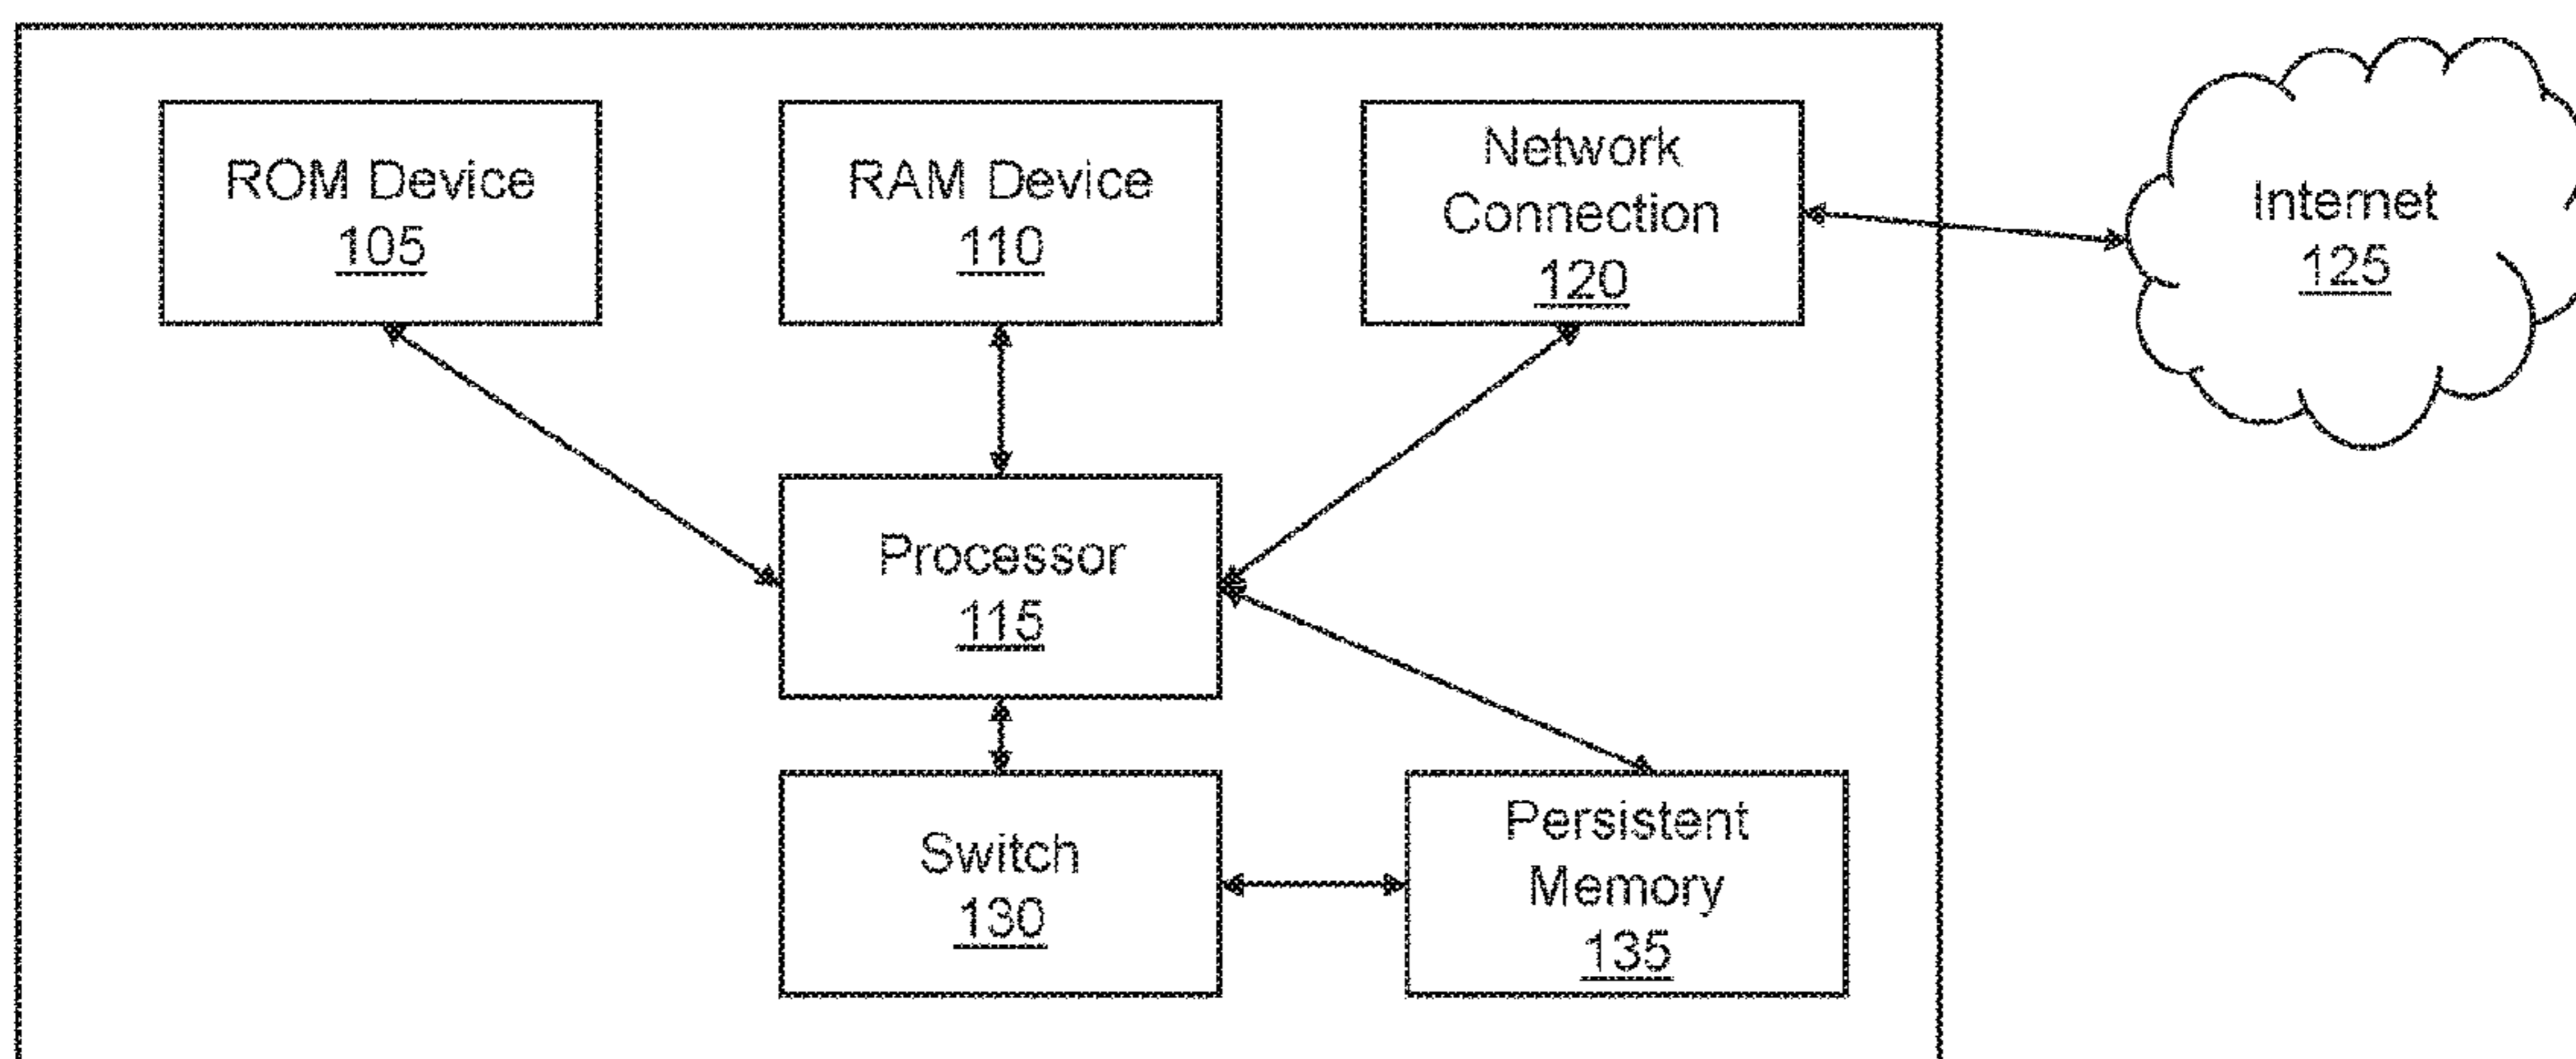 ROM Device
105
RAM Device
110
Network
Connection
120
Internet
125
Processor
115
Switch
130
Persistent
Memory
135